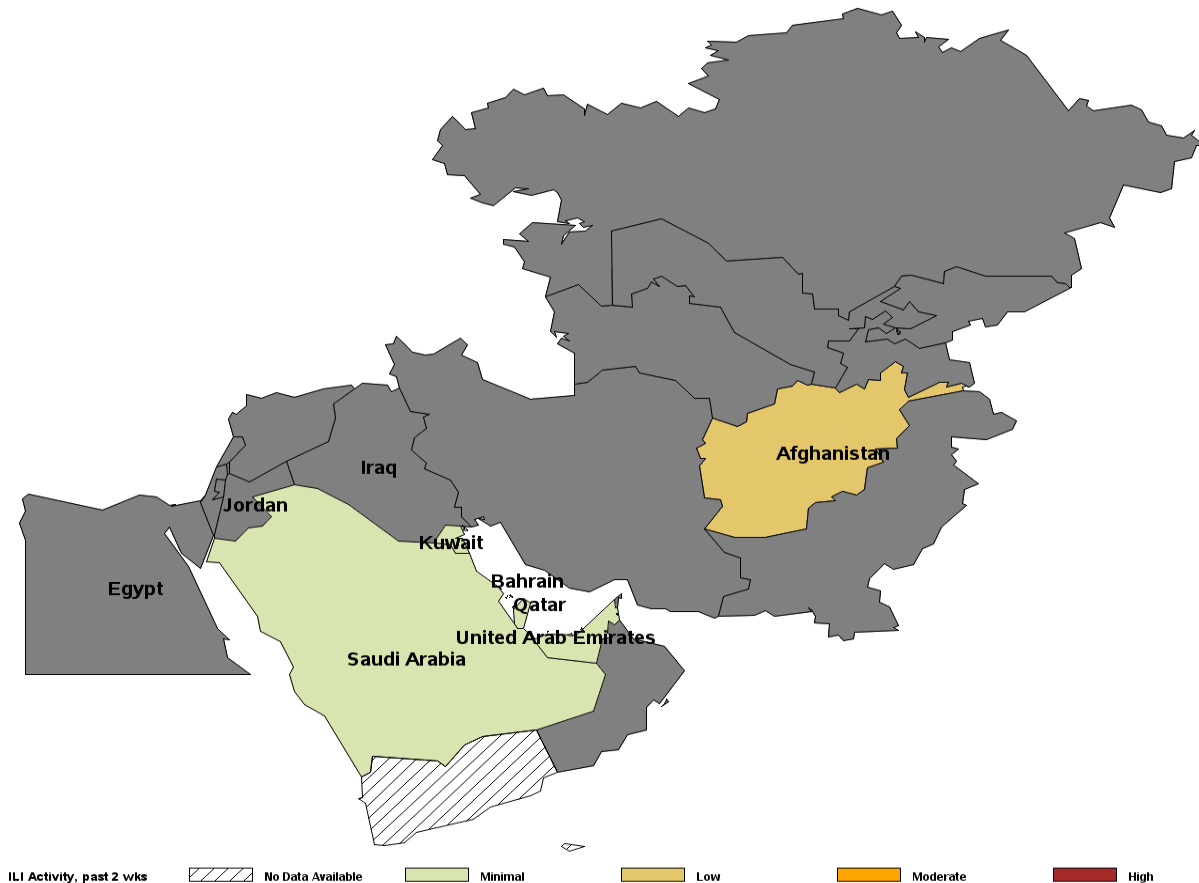 Afghanistan
Iraq
Jordan
Kuwait
Bahrain
Egypt
Qatar
United Arab Emirates
Saudi Arabia
ILI Activity, past 2 wks No Data Available Minimal Low Moderate High